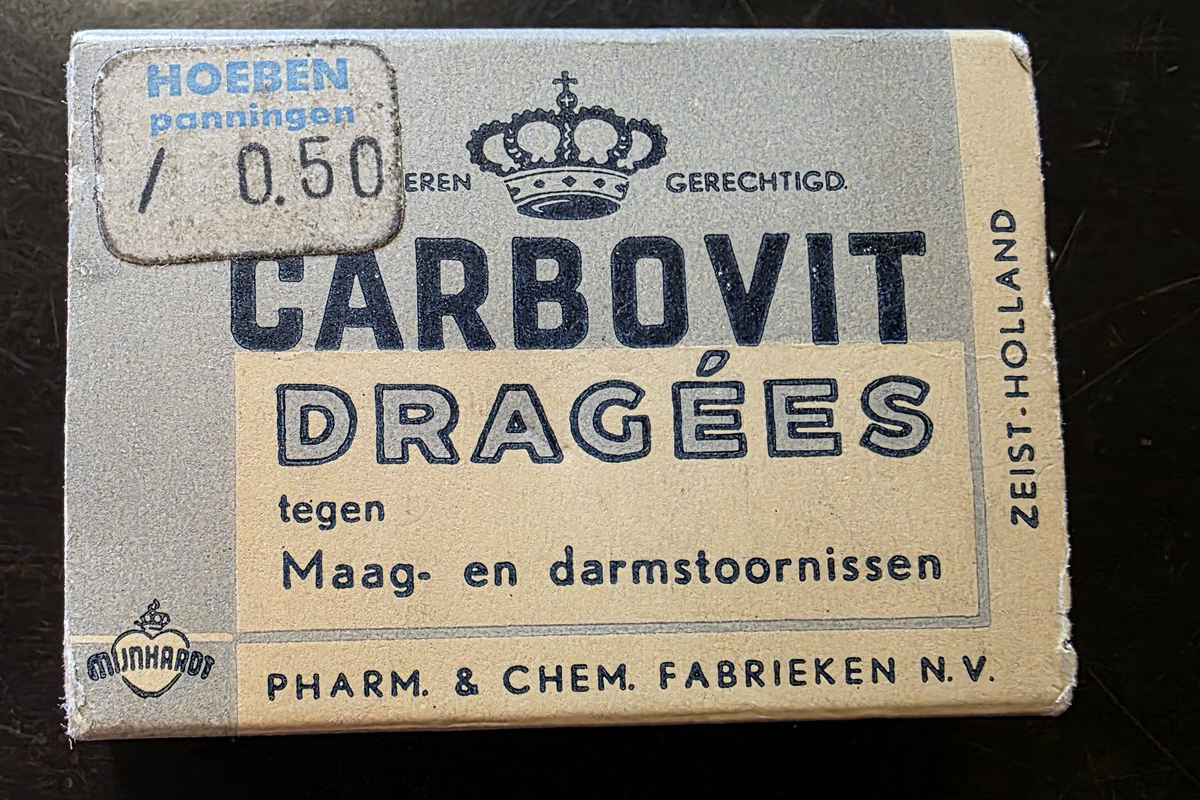 HOEBEN
panningen
/ 0.50
EREN GERECHTIGD.
CARBOVIT
DRAGÉES
tegen
Maag- en darmstoornissen
MIJNHARDT
PHARM. & CHEM. FABRIEKEN N.V.
ZEIST-HOLLAND